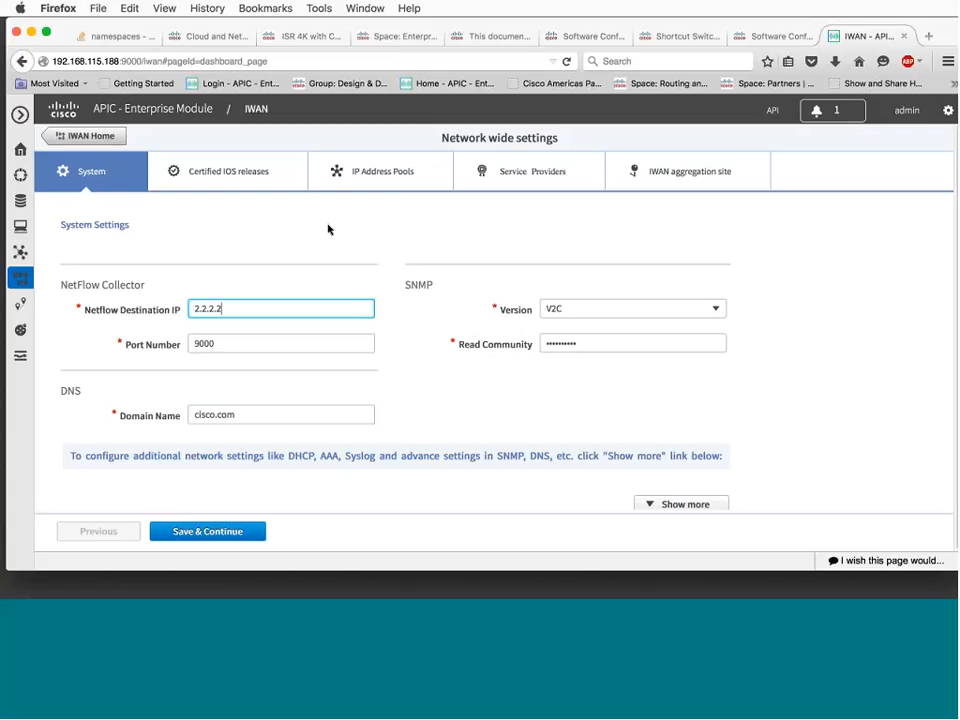 Firefox File Edit View History Bookmarks Tools Window Help
namespaces - ... Cloud and Net... ISR 4K with C... Space: Enterpr... This documen... Software Conf... Shortcut Switc... Software Conf... IWAN - API...
192.168.115.188:9000/iwan#pageId=dashboard_page Search
Most Visited Getting Started Login - APIC - Ent... Group: Design & D... Home - APIC - Ent... Cisco Americas Pa... Space: Routing an... Space: Partners | ... Show and Share H...
CISCO APIC - Enterprise Module / IWAN API 1 admin
IWAN Home Network wide settings
System Certified IOS releases IP Address Pools Service Providers IWAN aggregation site
System Settings
NetFlow Collector SNMP
* Netflow Destination IP 2.2.2.2 * Version V2C
* Port Number 9000 * Read Community ••••••••••
DNS
* Domain Name cisco.com
To configure additional network settings like DHCP, AAA, Syslog and advance settings in SNMP, DNS, etc. click "Show more" link below:
Show more
Previous Save & Continue
I wish this page would...